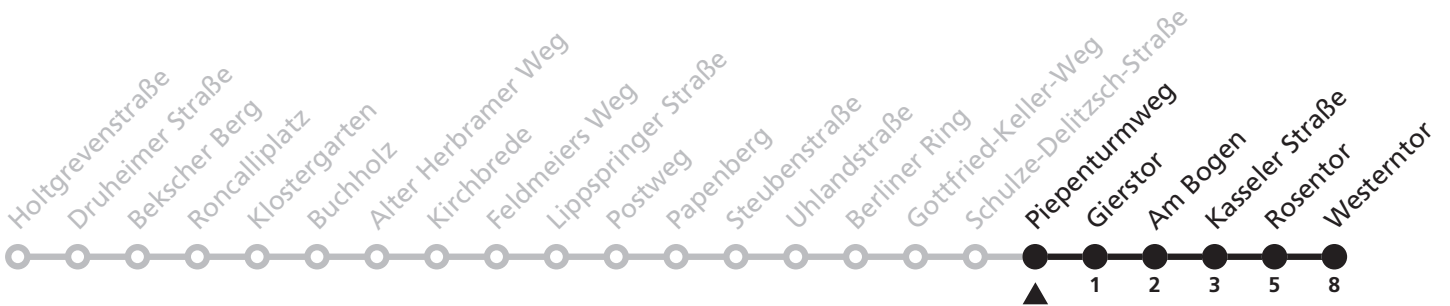 Holtgrevenstraße
Druheimer Straße
Bekscher Berg
Roncalliplatz
Klostergarten
Buchholz
Alter Herbramer Weg
Kirchbrede
Feldmeiers Weg
Lippspringer Straße
Postweg
Papenberg
Steubenstraße
Uhlandstraße
Berliner Ring
Gottfried-Keller-Weg
Schulze-Delitzsch-Straße
Piepenturmweg
Gierstor
Am Bogen
Kasseler Straße
Rosentor
Westerntor
1 2 3 5 8